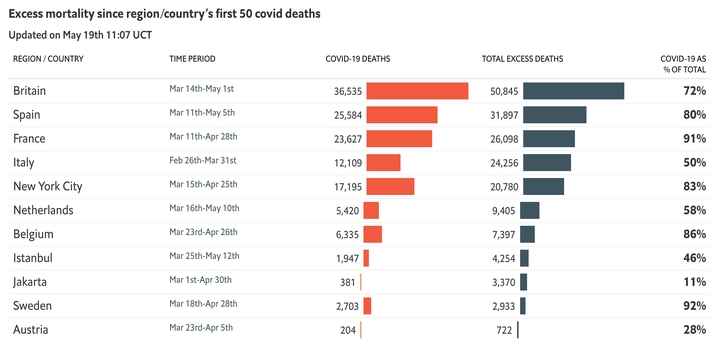 Excess mortality since region/country's first 50 covid deaths
Updated on May 19th 11:07 UCT
REGION / COUNTRY TIME PERIOD COVID-19 DEATHS TOTAL EXCESS DEATHS COVID-19 AS % OF TOTAL
Britain Mar 14th-May 1st 36,535 50,845 72%
Spain Mar 11th-May 5th 25,584 31,897 80%
France Mar 11th-Apr 28th 23,627 26,098 91%
Italy Feb 26th-Mar 31st 12,109 24,256 50%
New York City Mar 15th-Apr 25th 17,195 20,780 83%
Netherlands Mar 16th-May 10th 5,420 9,405 58%
Belgium Mar 23rd-Apr 26th 6,335 7,397 86%
Istanbul Mar 25th-May 12th 1,947 4,254 46%
Jakarta Mar 1st-Apr 30th 381 3,370 11%
Sweden Mar 18th-Apr 28th 2,703 2,933 92%
Austria Mar 23rd-Apr 5th 204 722 28%